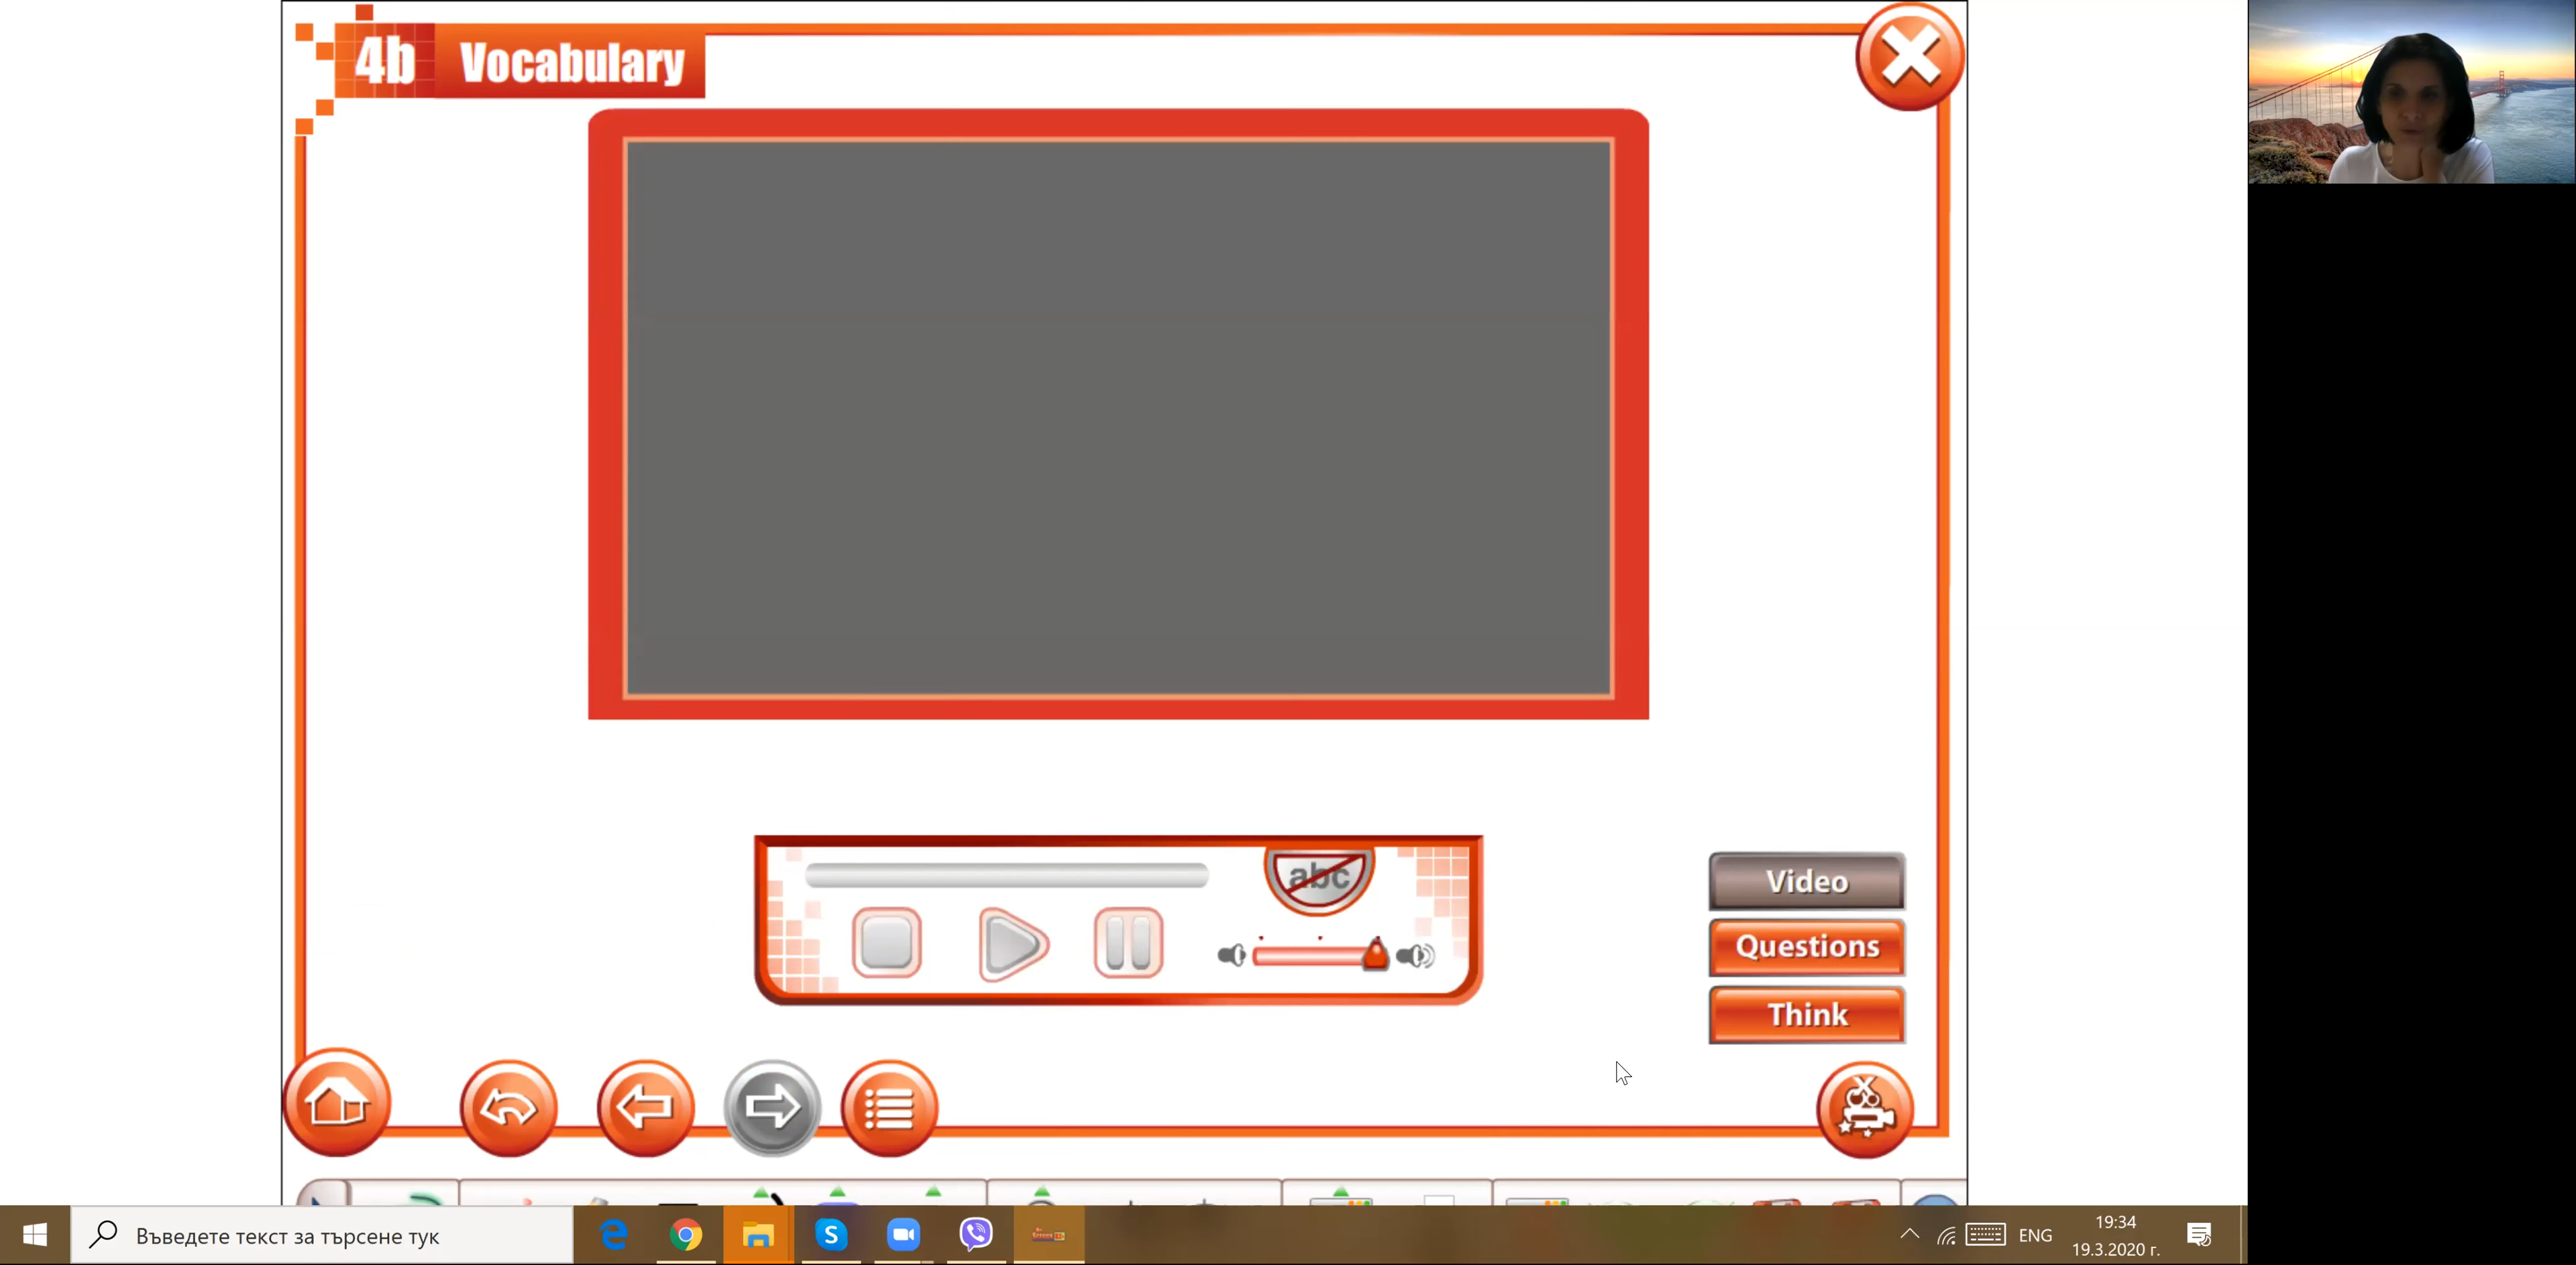 4b Vocabulary
abc
Video
Questions
Think
Въведете текст за търсене тук
ENG
19:34
19.3.2020 г.